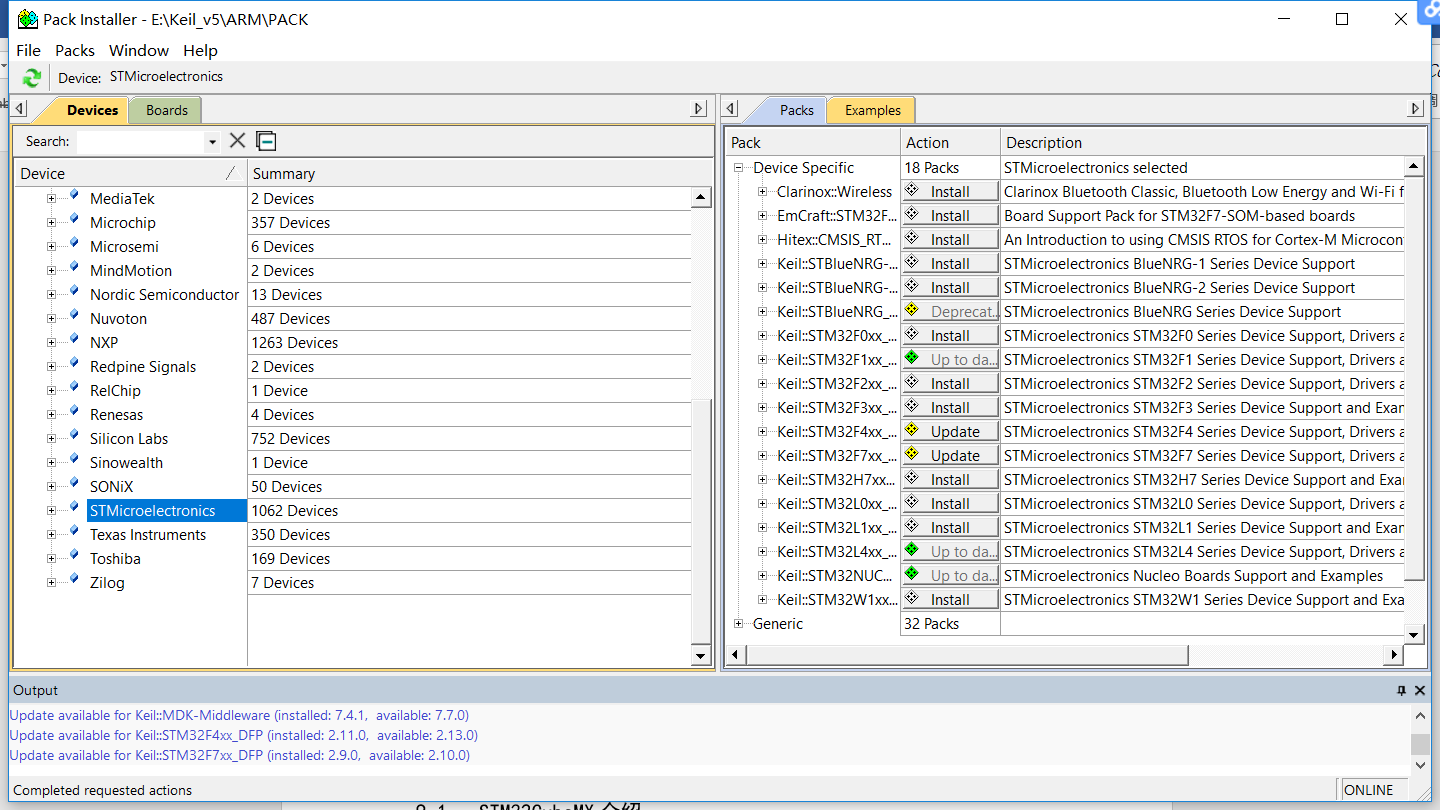 Pack Installer - E:\Keil_v5\ARM\PACK
File Packs Window Help
Device: STMicroelectronics
Devices Boards
Search:
Device Summary
MediaTek 2 Devices
Microchip 357 Devices
Microsemi 6 Devices
MindMotion 2 Devices
Nordic Semiconductor 13 Devices
Nuvoton 487 Devices
NXP 1263 Devices
Redpine Signals 2 Devices
RelChip 1 Device
Renesas 4 Devices
Silicon Labs 752 Devices
Sinowealth 1 Device
SONiX 50 Devices
STMicroelectronics 1062 Devices
Texas Instruments 350 Devices
Toshiba 169 Devices
Zilog 7 Devices
Packs Examples
Pack Action Description
Device Specific 18 Packs STMicroelectronics selected
Clarinox::Wireless Install Clarinox Bluetooth Classic, Bluetooth Low Energy and Wi-Fi f
EmCraft::STM32F... Install Board Support Pack for STM32F7-SOM-based boards
Hitex::CMSIS_RT... Install An Introduction to using CMSIS RTOS for Cortex-M Microcon
Keil::STBlueNRG-... Install STMicroelectronics BlueNRG-1 Series Device Support
Keil::STBlueNRG-... Install STMicroelectronics BlueNRG-2 Series Device Support
Keil::STBlueNRG_... Deprecat... STMicroelectronics BlueNRG Series Device Support
Keil::STM32F0xx_... Install STMicroelectronics STM32F0 Series Device Support, Drivers a
Keil::STM32F1xx_... Up to da... STMicroelectronics STM32F1 Series Device Support, Drivers a
Keil::STM32F2xx_... Install STMicroelectronics STM32F2 Series Device Support, Drivers a
Keil::STM32F3xx_... Install STMicroelectronics STM32F3 Series Device Support and Exan
Keil::STM32F4xx_... Update STMicroelectronics STM32F4 Series Device Support, Drivers a
Keil::STM32F7xx_... Update STMicroelectronics STM32F7 Series Device Support, Drivers a
Keil::STM32H7xx... Install STMicroelectronics STM32H7 Series Device Support and Exa
Keil::STM32L0xx_... Install STMicroelectronics STM32L0 Series Device Support, Drivers a
Keil::STM32L1xx_... Install STMicroelectronics STM32L1 Series Device Support and Exan
Keil::STM32L4xx_... Up to da... STMicroelectronics STM32L4 Series Device Support, Drivers a
Keil::STM32NUC... Up to da... STMicroelectronics Nucleo Boards Support and Examples
Keil::STM32W1xx... Install STMicroelectronics STM32W1 Series Device Support and Exa
Generic 32 Packs
Output
Update available for Keil::MDK-Middleware (installed: 7.4.1, available: 7.7.0)
Update available for Keil::STM32F4xx_DFP (installed: 2.11.0, available: 2.13.0)
Update available for Keil::STM32F7xx_DFP (installed: 2.9.0, available: 2.10.0)
Completed requested actions ONLINE